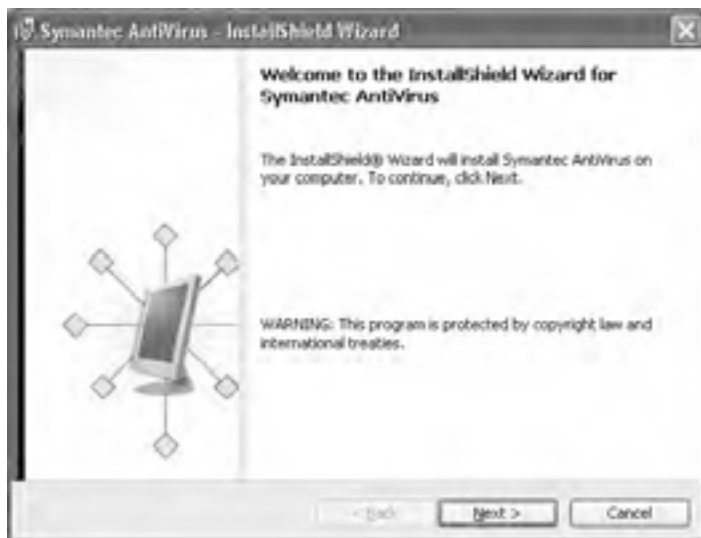 Symantec AntiVirus - InstallShield Wizard
Welcome to the InstallShield Wizard for
Symantec AntiVirus
The InstallShield® Wizard will install Symantec AntiVirus on
your computer. To continue, click Next.
WARNING: This program is protected by copyright law and
international treaties.
< Back
Next >
Cancel